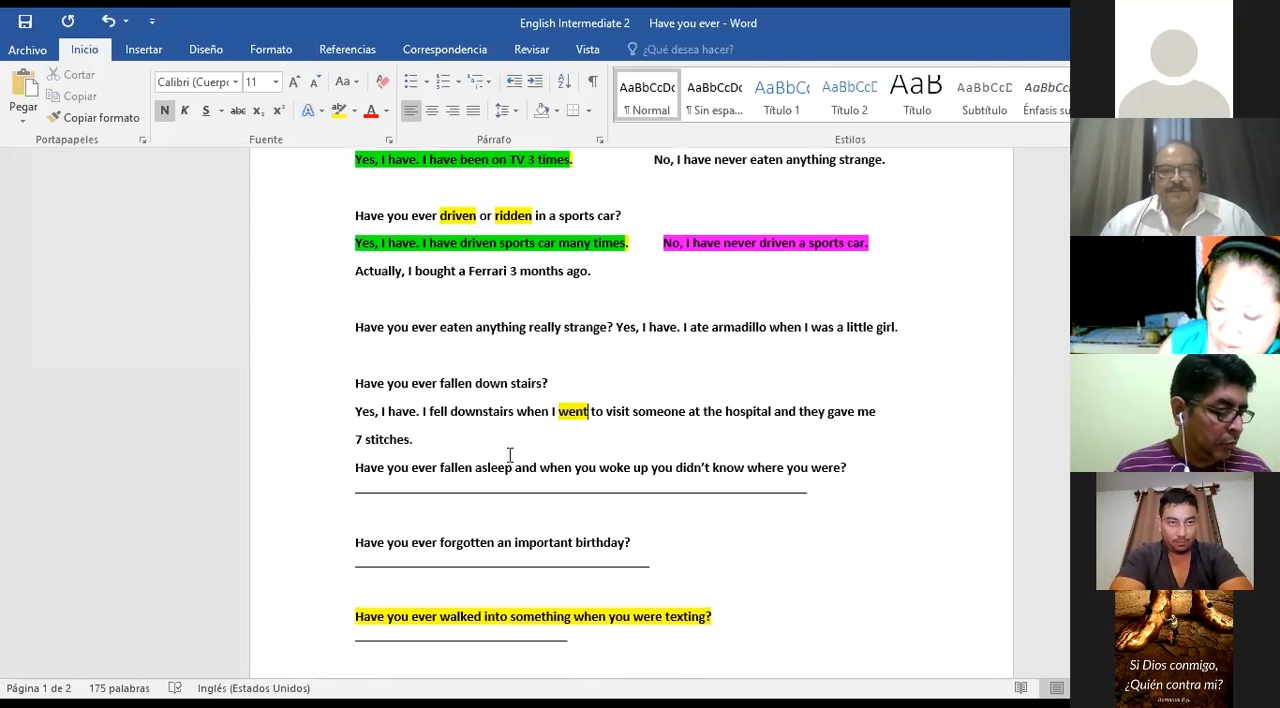 English Intermediate 2 Have you ever - Word
Archivo Inicio Insertar Diseño Formato Referencias Correspondencia Revisar Vista ¿Qué desea hacer?
Pegar
Cortar
Copiar
Copiar formato
Portapapeles
Calibri (Cuerpo 11
N K S abc x₂ x²
Fuente
Párrafo
AaBbCcDc AaBbCcDc AaBbCc AaBbCcD AaB AaBbCcD AaBbCcD
¶ Normal ¶ Sin espa... Título 1 Título 2 Título Subtítulo Énfasis su
Estilos
Yes, I have. I have been on TV 3 times. No, I have never eaten anything strange.
Have you ever driven or ridden in a sports car?
Yes, I have. I have driven sports car many times. No, I have never driven a sports car.
Actually, I bought a Ferrari 3 months ago.
Have you ever eaten anything really strange? Yes, I have. I ate armadillo when I was a little girl.
Have you ever fallen down stairs?
Yes, I have. I fell downstairs when I went to visit someone at the hospital and they gave me
7 stitches.
Have you ever fallen asleep and when you woke up you didn’t know where you were?
Have you ever forgotten an important birthday?
Have you ever walked into something when you were texting?
Página 1 de 2 175 palabras Inglés (Estados Unidos)
Si Dios conmigo,
¿Quién contra mi?